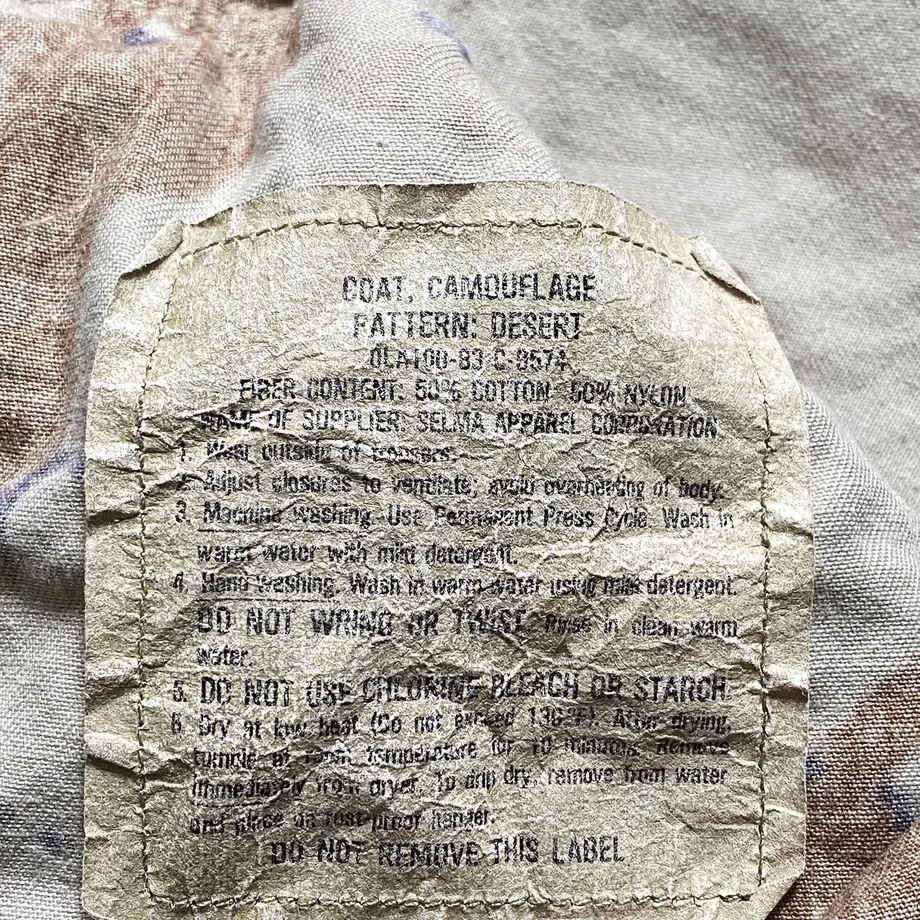 COAT, CAMOUFLAGE
PATTERN: DESERT
DLA100-83-C-0574
FIBER CONTENT: 50% COTTON 50% NYLON
NAME OF SUPPLIER: SELMA APPAREL CORPORATION
1. Wear outside of trousers.
2. Adjust closures to ventilate; avoid overheating of body.
3. Machine washing. Use Permanent Press Cycle. Wash in
warm water with mild detergent.
4. Hand washing. Wash in warm water using mild detergent.
DO NOT WRING OR TWIST. Rinse in clean warm
water.
5. DO NOT USE CHLORINE BLEACH OR STARCH.
6. Dry at low heat (Do not exceed 130°F). After drying,
tumble at room temperature for 10 minutes. Remove
immediately from dryer. To drip dry, remove from water
and place on rust proof hanger.
DO NOT REMOVE THIS LABEL